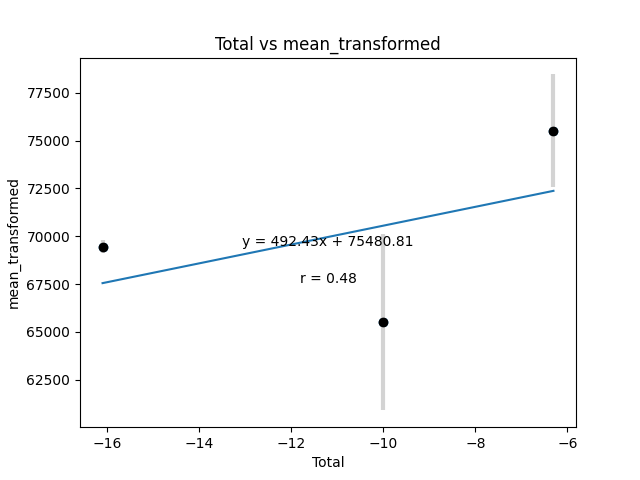 Total vs mean_transformed
77500
75000
72500
70000
67500
65000
62500
mean_transformed
y = 492.43x + 75480.81
r = 0.48
−16
−14
−12
−10
−8
−6
Total